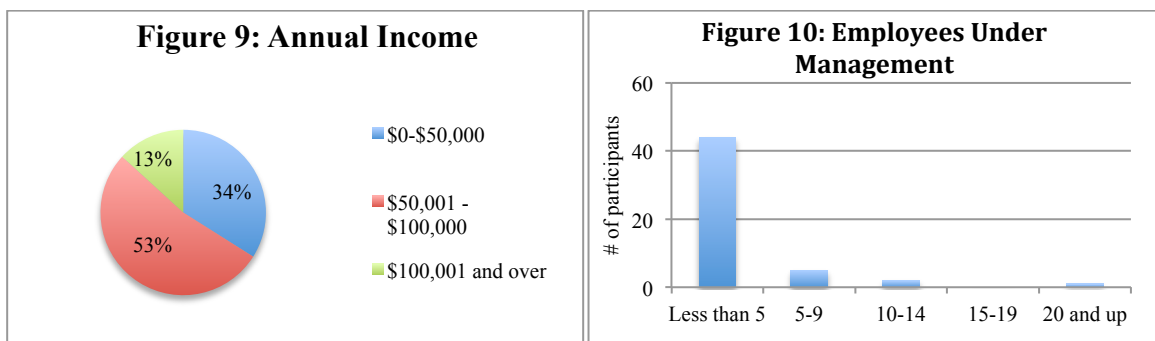 Figure 9: Annual Income
13%
34%
53%
$0-$50,000
$50,001 -
$100,000
$100,001 and over
Figure 10: Employees Under
Management
# of participants
60
40
20
0
Less than 5 5-9 10-14 15-19 20 and up